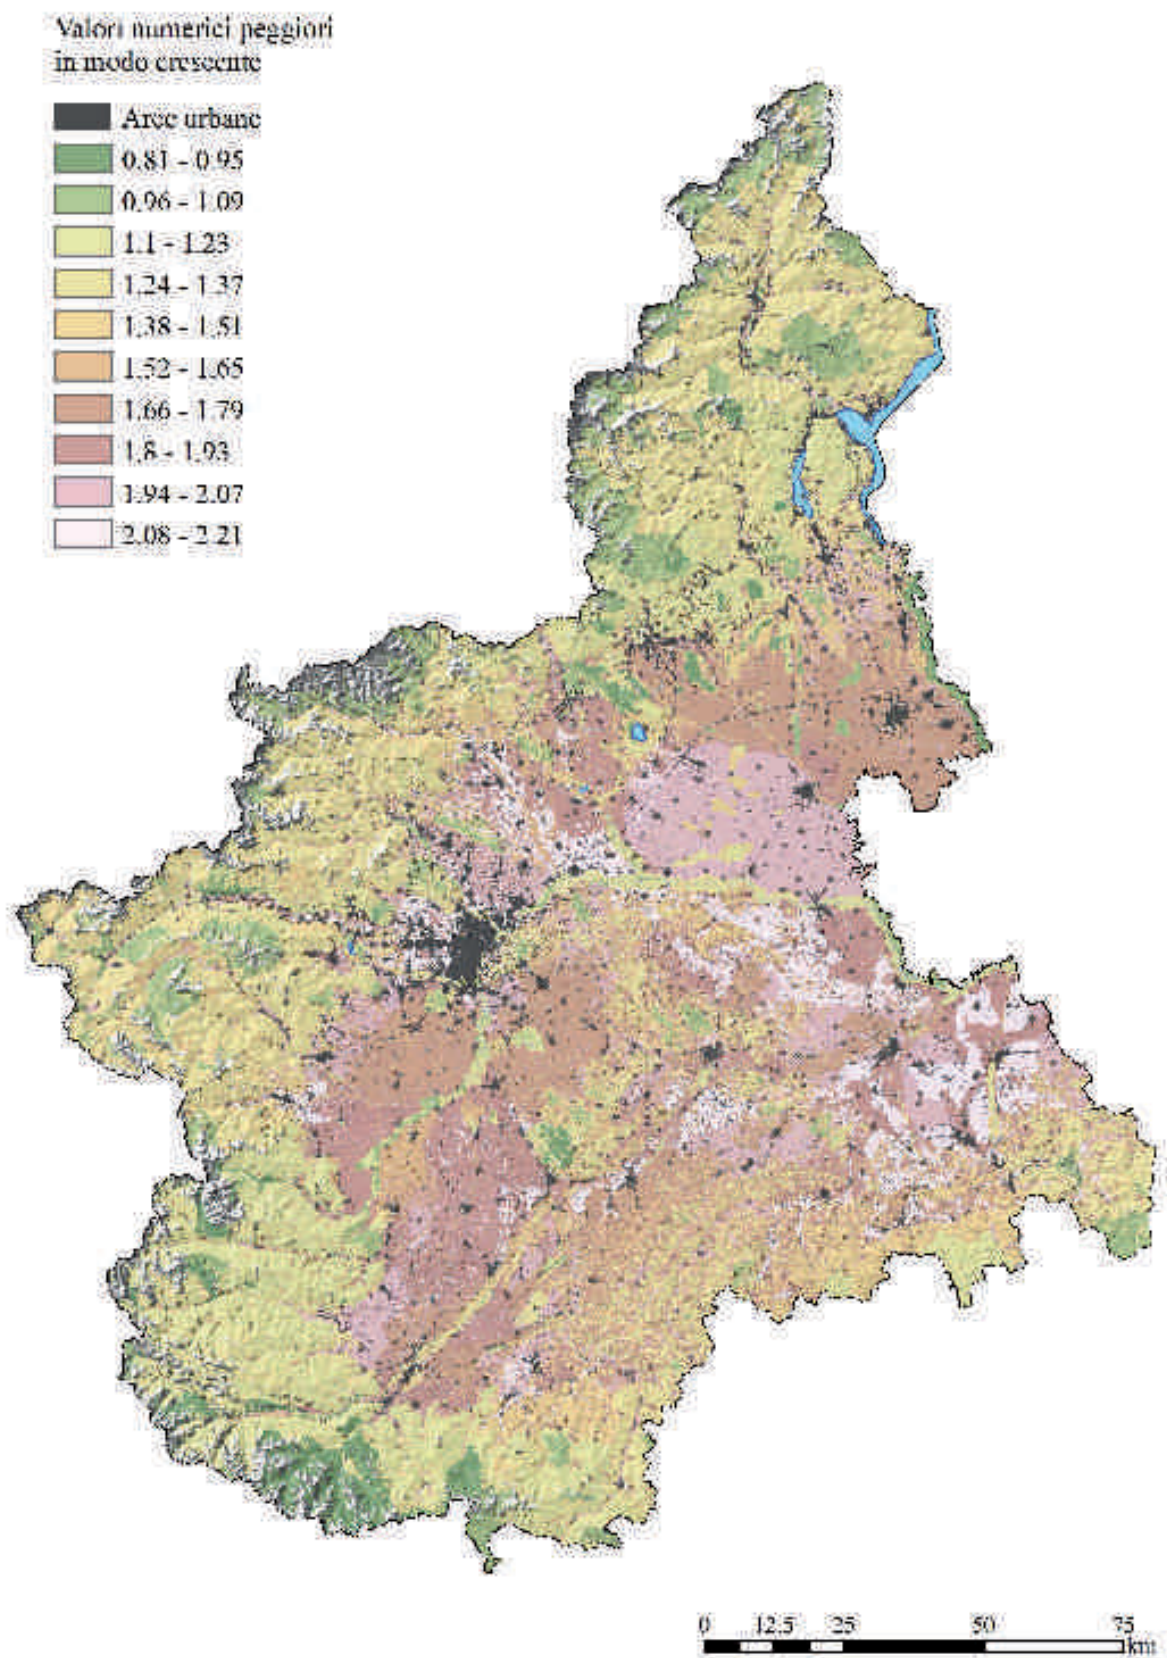 Valori numerici peggiori
in modo crescente
Aree urbane
0.81 - 0.95
0.96 - 1.09
1.1 - 1.23
1.24 - 1.37
1.38 - 1.51
1.52 - 1.65
1.66 - 1.79
1.8 - 1.93
1.94 - 2.07
2.08 - 2.21
0 12.5 25 50 75
km